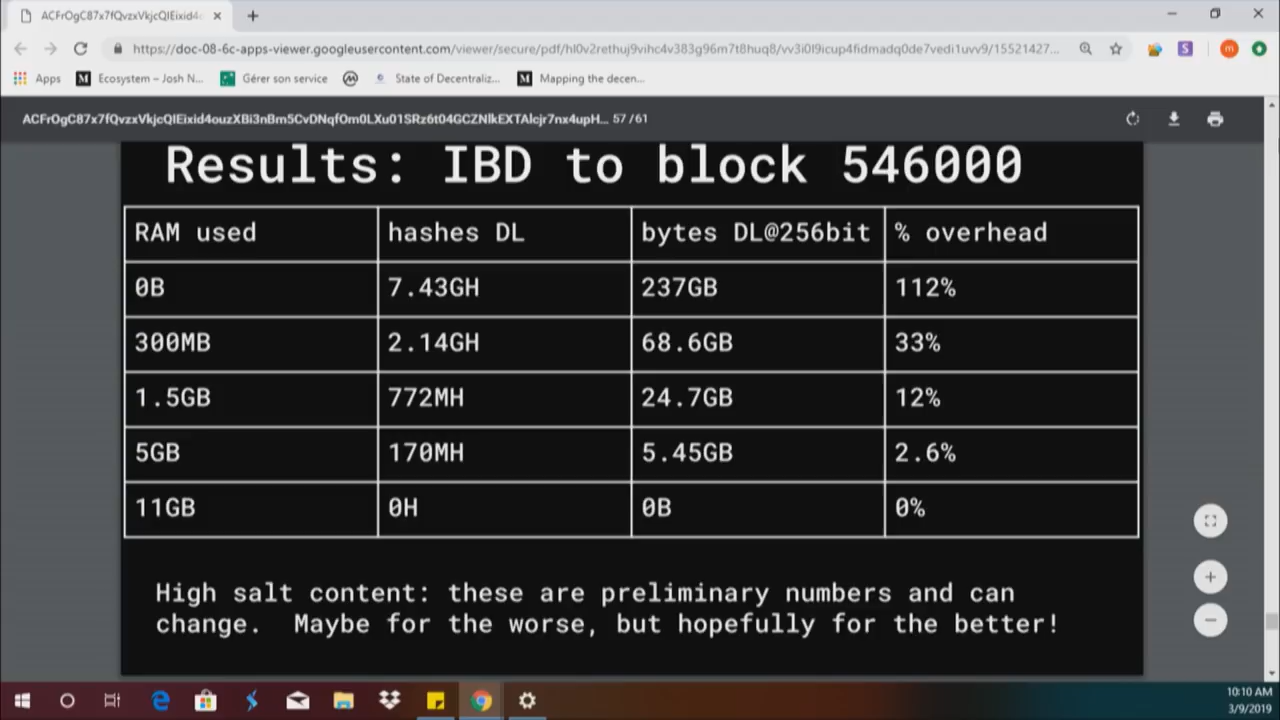 ACFrOgC87x7fQvzxVkjcQIEixid4
https://doc-08-6c-apps-viewer.googleusercontent.com/viewer/secure/pdf/hl0v2rethuj9vihc4v383g96m7t8huq8/vv3i0l9icup4fidmadq0de7vedi1uvv9/15521427...
Apps Ecosystem – Josh N... Gérer son service State of Decentraliz... Mapping the decen...
ACFrOgC87x7fQvzxVkjcQIEixid4ouzXBi3nBm5CvDNqfOm0LXu01SRz6t04GCZNlkEXTAlcjr7nx4upH... 57 / 61
Results: IBD to block 546000
RAM used hashes DL bytes DL@256bit % overhead
0B 7.43GH 237GB 112%
300MB 2.14GH 68.6GB 33%
1.5GB 772MH 24.7GB 12%
5GB 170MH 5.45GB 2.6%
11GB 0H 0B 0%
High salt content: these are preliminary numbers and can
change. Maybe for the worse, but hopefully for the better!
10:10 AM
3/9/2019